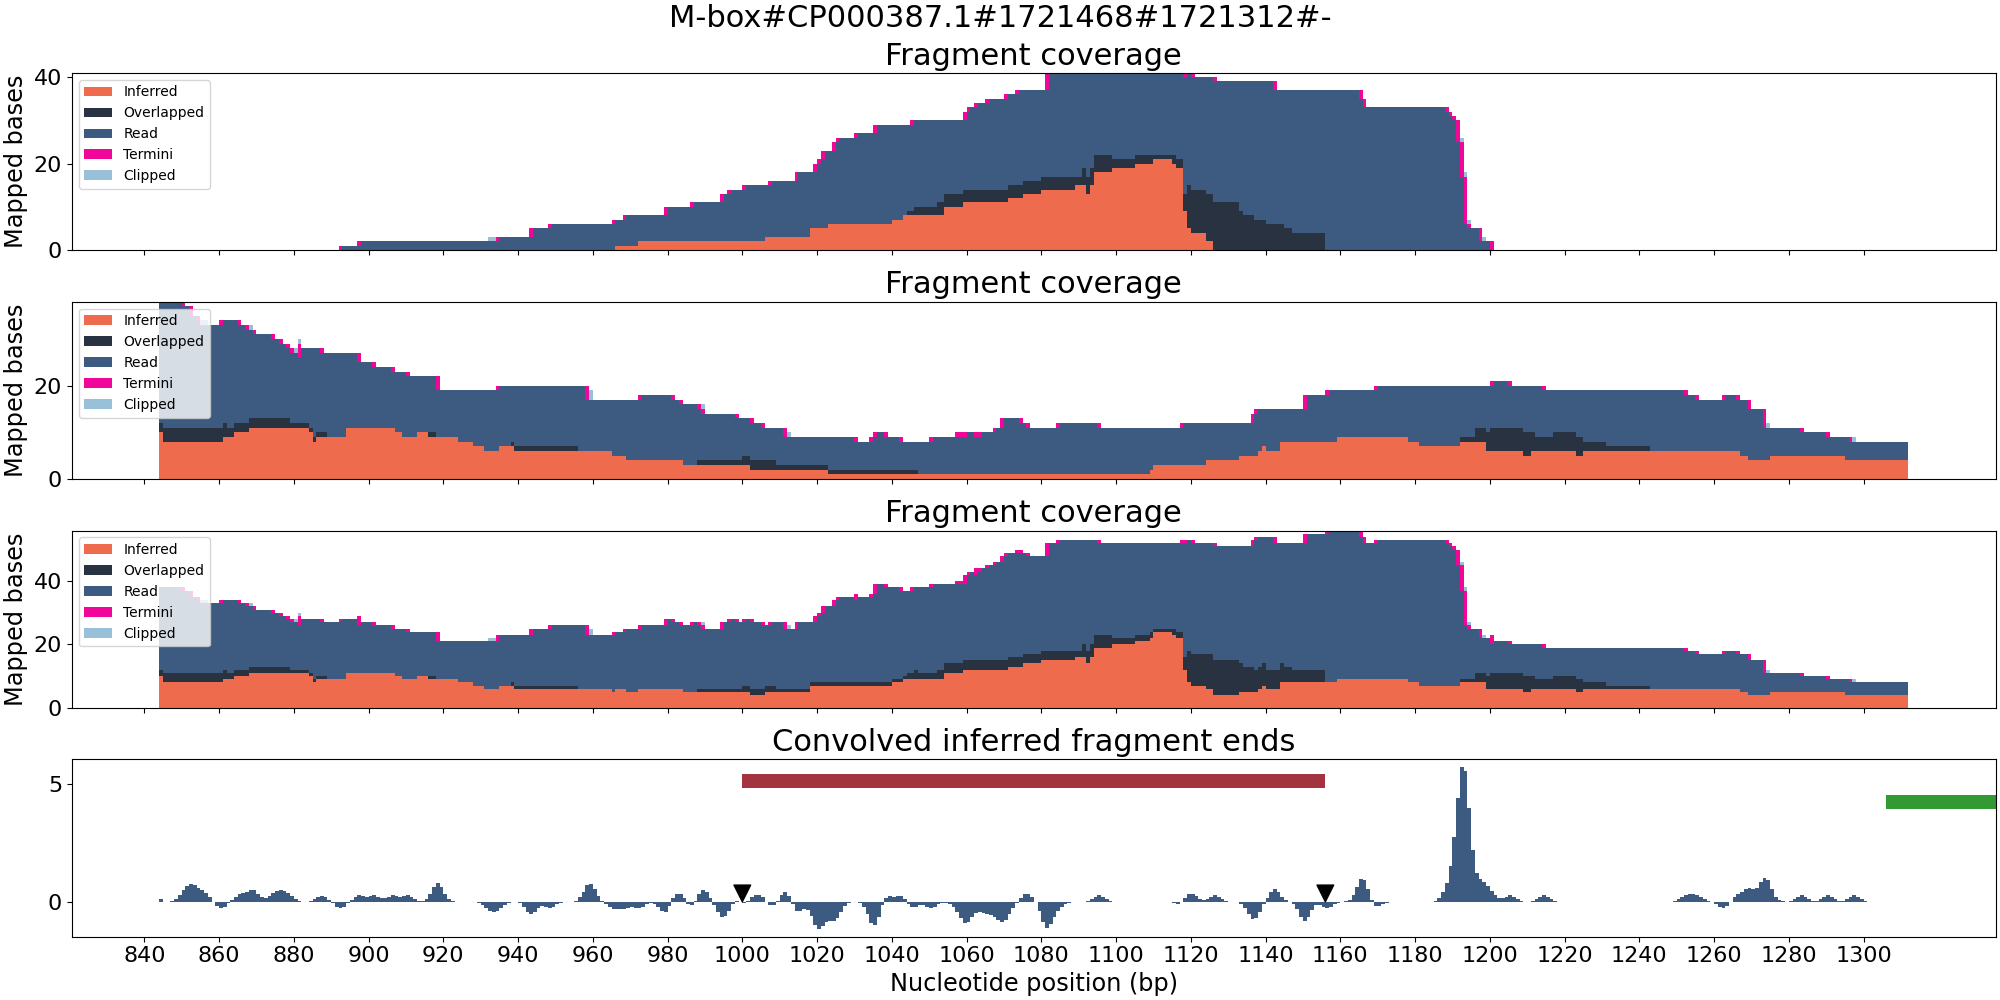 M-box#CP000387.1#1721468#1721312#-
Fragment coverage
Mapped bases
40
20
0
Inferred
Overlapped
Read
Termini
Clipped
Fragment coverage
Mapped bases
20
0
Inferred
Overlapped
Read
Termini
Clipped
Fragment coverage
Mapped bases
40
20
0
Inferred
Overlapped
Read
Termini
Clipped
Convolved inferred fragment ends
5
0
840 860 880 900 920 940 960 980 1000 1020 1040 1060 1080 1100 1120 1140 1160 1180 1200 1220 1240 1260 1280 1300
Nucleotide position (bp)